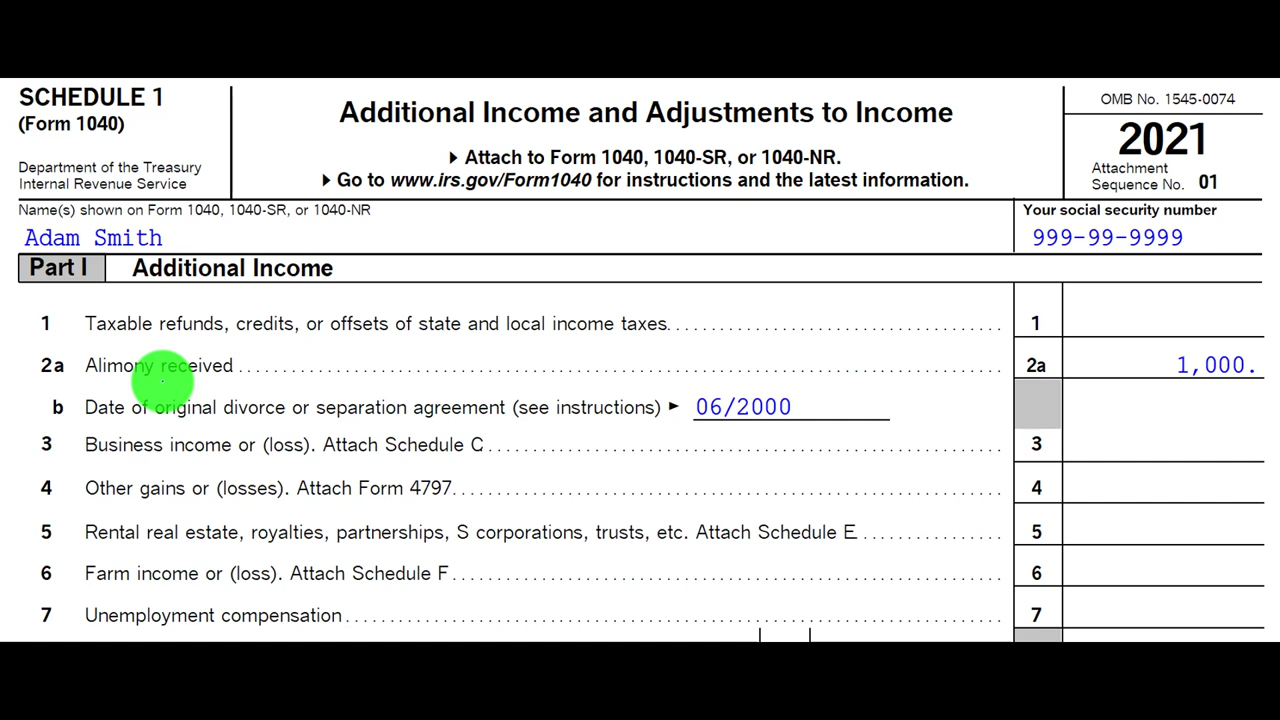 SCHEDULE 1
(Form 1040)
Department of the Treasury
Internal Revenue Service
Additional Income and Adjustments to Income
▶ Attach to Form 1040, 1040-SR, or 1040-NR.
▶ Go to www.irs.gov/Form1040 for instructions and the latest information.
OMB No. 1545-0074
2021
Attachment
Sequence No. 01
Name(s) shown on Form 1040, 1040-SR, or 1040-NR
Adam Smith
Your social security number
999-99-9999
Part I Additional Income
1 Taxable refunds, credits, or offsets of state and local income taxes. 1
2a Alimony received 2a 1,000.
b Date of original divorce or separation agreement (see instructions) ▶ 06/2000
3 Business income or (loss). Attach Schedule C 3
4 Other gains or (losses). Attach Form 4797. 4
5 Rental real estate, royalties, partnerships, S corporations, trusts, etc. Attach Schedule E 5
6 Farm income or (loss). Attach Schedule F 6
7 Unemployment compensation 7